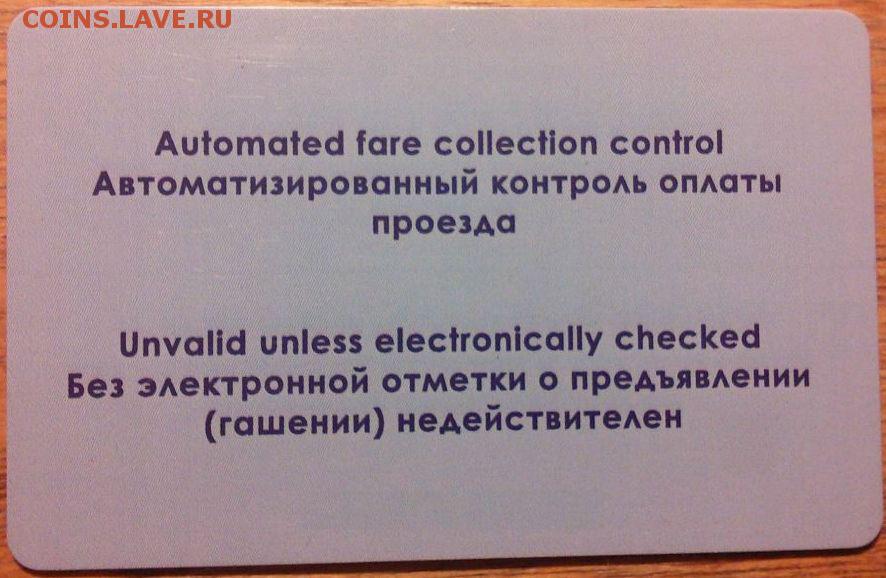 COINS.LAVE.RU
Automated fare collection control
Автоматизированный контроль оплаты
проезда
Unvalid unless electronically checked
Без электронной отметки о предъявлении
(гашении) недействителен